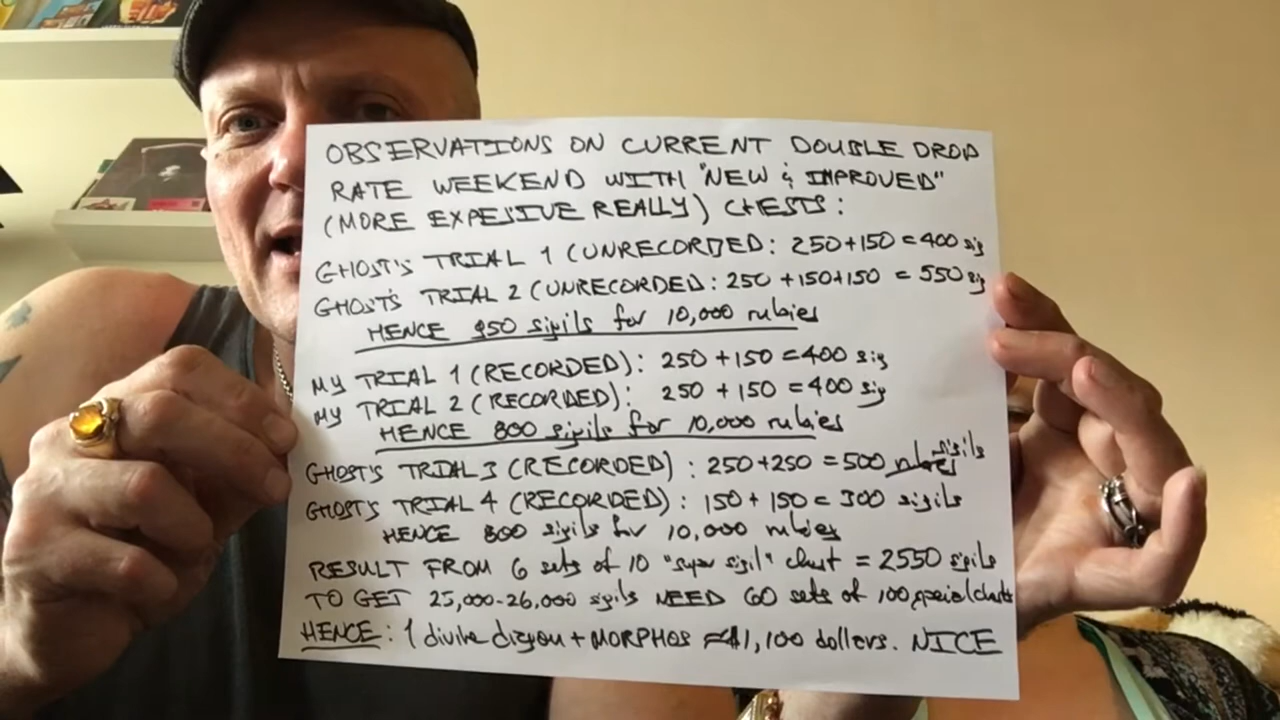 OBSERVATIONS ON CURRENT DOUBLE DROP
RATE WEEKEND WITH "NEW & IMPROVED"
(MORE EXPESIVE REALLY) CHESTS:
GHOST'S TRIAL 1 (UNRECORDED: 250+150=400 sig
GHOST'S TRIAL 2 (UNRECORDED: 250+150+150 = 550 sig
HENCE 950 sigils for 10,000 rubies
MY TRIAL 1 (RECORDED): 250+150=400 sig
MY TRIAL 2 (RECORDED): 250+150=400 sig
HENCE 800 sigils for 10,000 rubies
GHOST'S TRIAL 3 (RECORDED): 250+250=500 sigils
GHOST'S TRIAL 4 (RECORDED): 150+150=300 sigils
HENCE 800 sigils for 10,000 rubies
RESULT FROM 6 sets of 10 "super sigil" chest = 2550 sigils
TO GET 25,000-26,000 sigils NEED 60 sets of 10 special chests
HENCE: 1 divine + MORPHOS ≈ $1,100 dollers. NICE